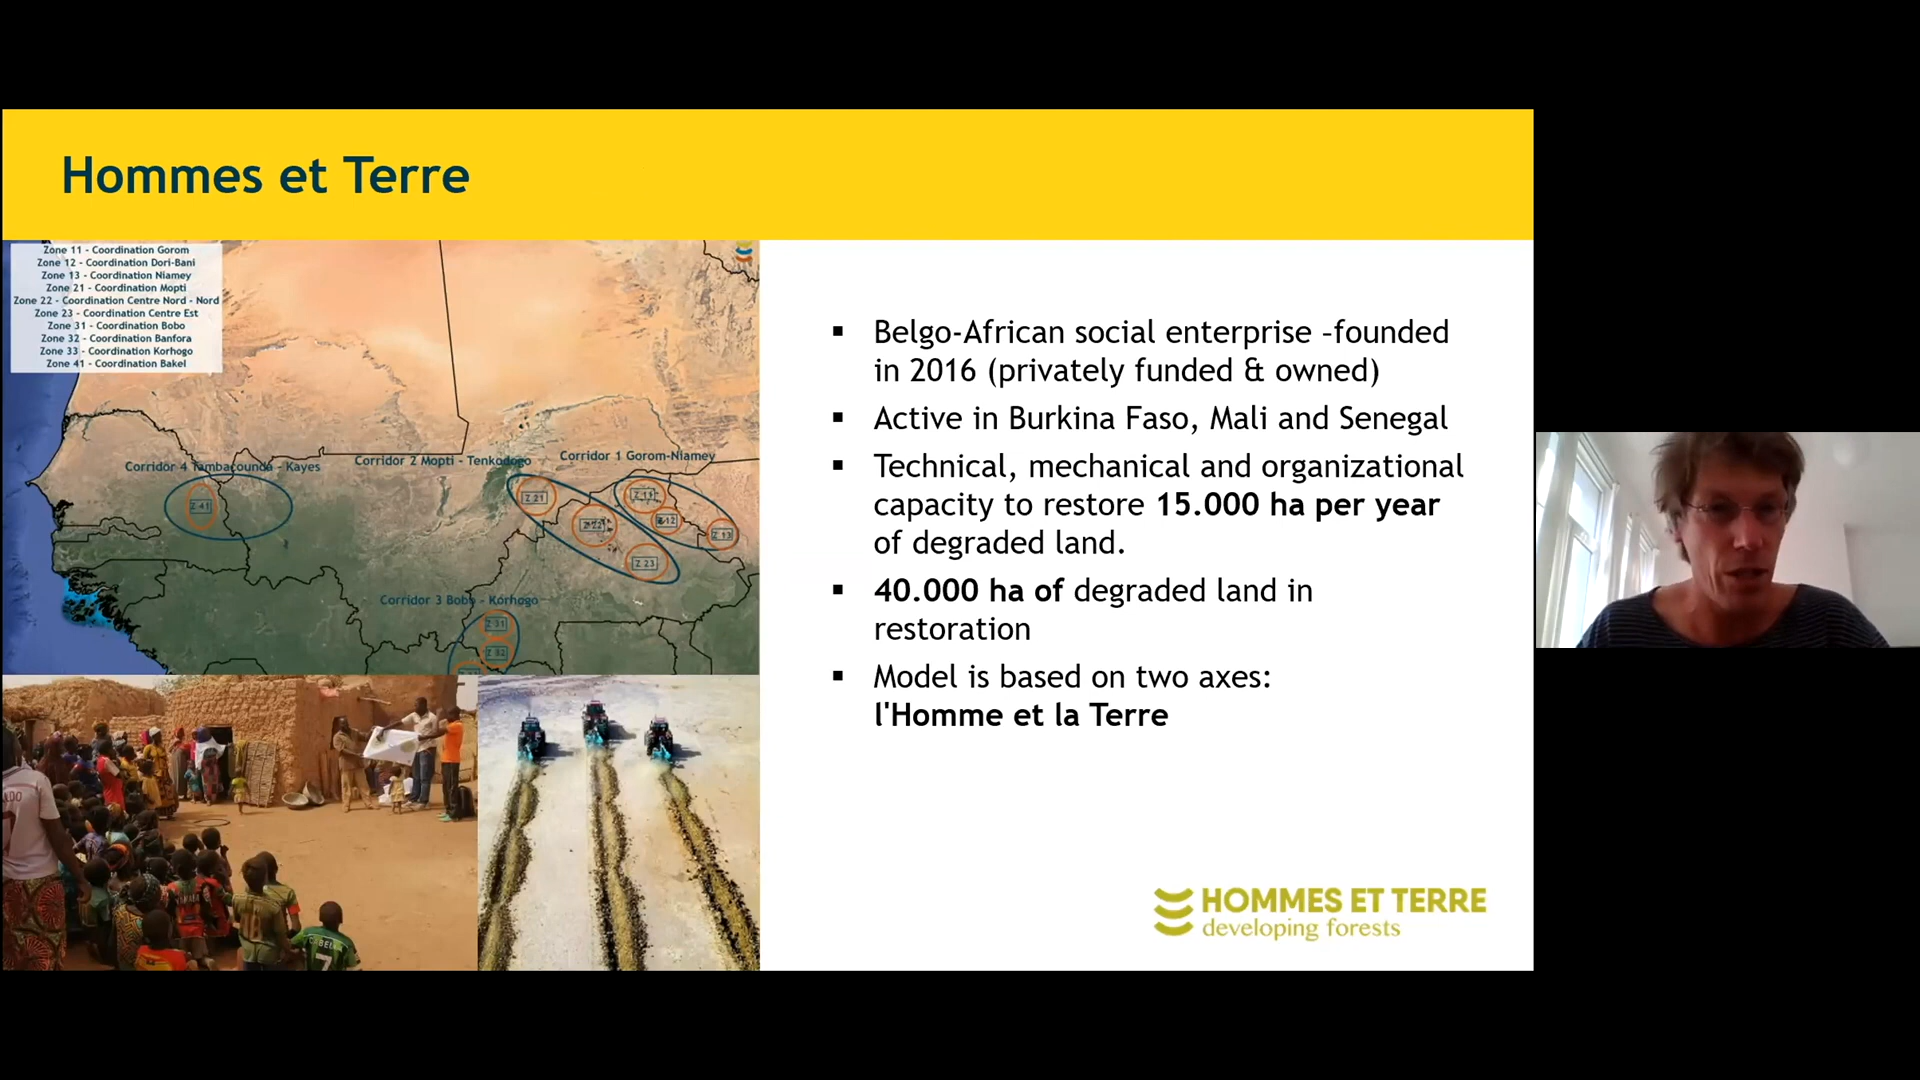 Hommes et Terre
Zone 11 - Coordination Gorom
Zone 12 - Coordination Dori-Bani
Zone 13 - Coordination Niamey
Zone 21 - Coordination Mopti
Zone 22 - Coordination Centre Nord - Nord
Zone 23 - Coordination Centre Est
Zone 31 - Coordination Bobo
Zone 32 - Coordination Banfora
Zone 33 - Coordination Korhogo
Zone 41 - Coordination Bakel
Corridor 4 Tambacounda - Kayes
Corridor 2 Mopti - Tenkodogo
Corridor 1 Gorom-Niamey
Z 41
Z 21
Z 11
Z 22
Z 12
Z 13
Z 23
Corridor 3 Bobo - Korhogo
Z 31
Z 32
▪ Belgo-African social enterprise –founded
in 2016 (privately funded & owned)
▪ Active in Burkina Faso, Mali and Senegal
▪ Technical, mechanical and organizational
capacity to restore 15.000 ha per year
of degraded land.
▪ 40.000 ha of degraded land in
restoration
▪ Model is based on two axes:
l'Homme et la Terre
7
HOMMES ET TERRE
developing forests